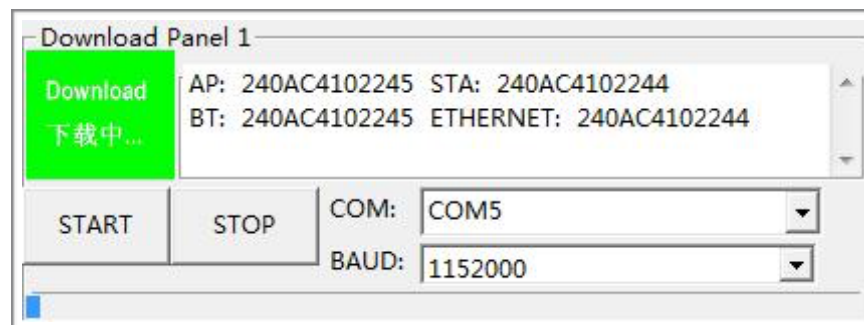 Download Panel 1
Download
下载中...
AP: 240AC4102245 STA: 240AC4102244
BT: 240AC4102245 ETHERNET: 240AC4102244
START
STOP
COM:
COM5
BAUD:
1152000